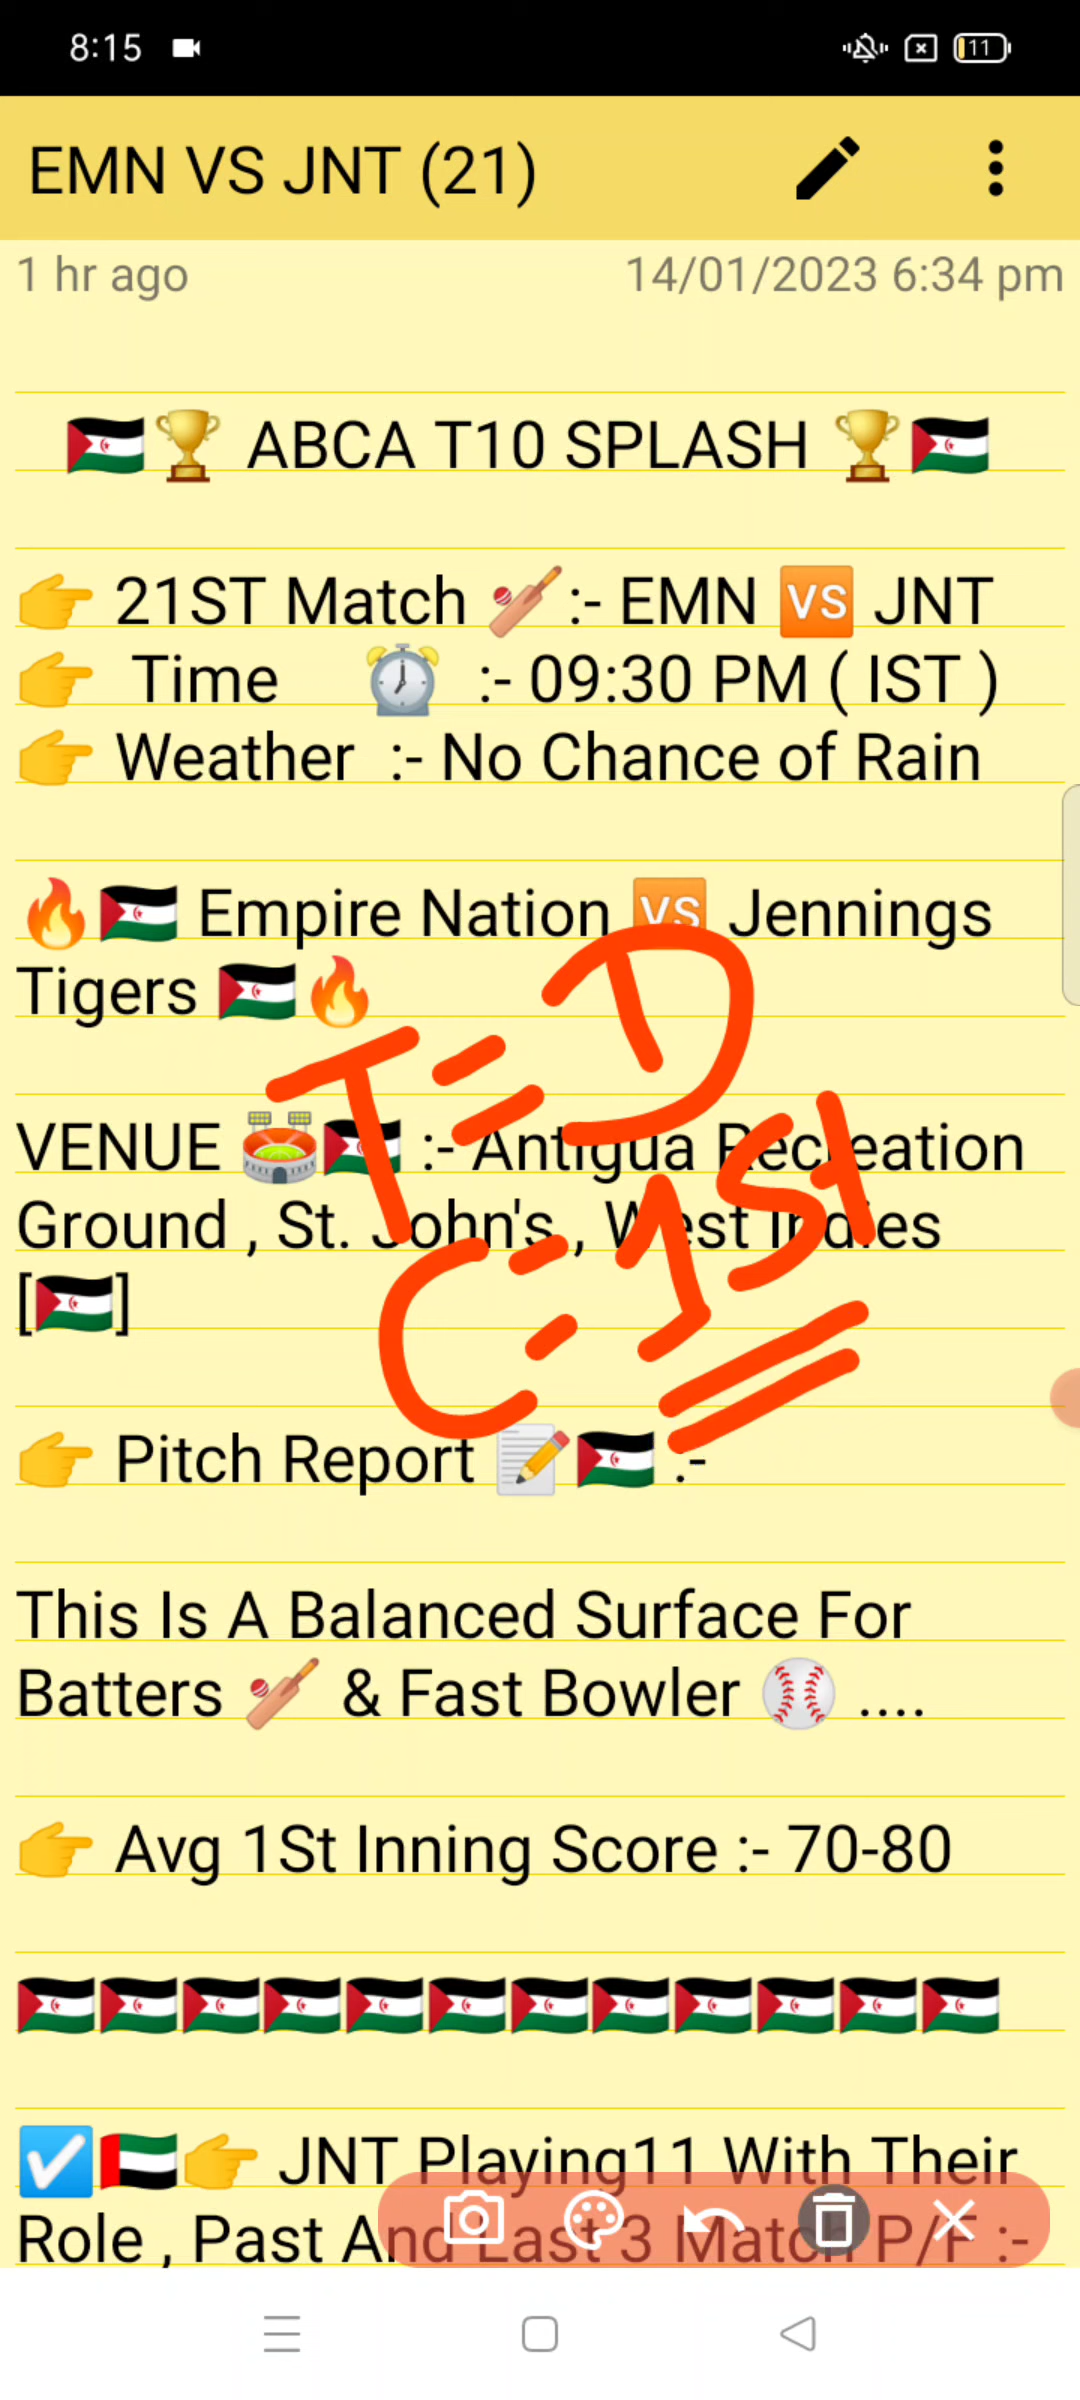 8:15
11
EMN VS JNT (21)
1 hr ago 14/01/2023 6:34 pm
🇪🇭🏆 ABCA T10 SPLASH 🏆🇪🇭
👉 21ST Match 🏏 :- EMN 🆚 JNT
👉 Time ⏰ :- 09:30 PM ( IST )
👉 Weather :- No Chance of Rain
🔥🇪🇭 Empire Nation 🆚 Jennings
Tigers 🇪🇭🔥
T = D
VENUE 🏟️🇪🇭 :- Antigua Recreation
Ground , St. John's , West Indies
[🇪🇭]
C = 1st
👉 Pitch Report 📝🇪🇭 :-
This Is A Balanced Surface For
Batters 🏏 & Fast Bowler ⚾ ....
👉 Avg 1St Inning Score :- 70-80
🇪🇭🇪🇭🇪🇭🇪🇭🇪🇭🇪🇭🇪🇭🇪🇭🇪🇭🇪🇭🇪🇭🇪🇭
☑️🇦🇪👉 JNT Playing11 With Their
Role , Past And Last 3 Match P/F :-